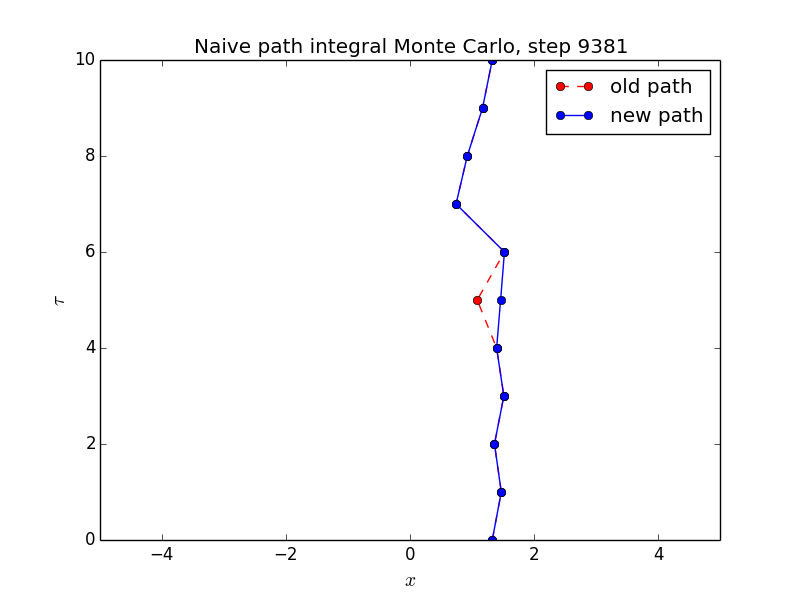 Naive path integral Monte Carlo, step 9381
old path
new path
10
8
6
4
2
0
τ
−4 −2 0 2 4
x